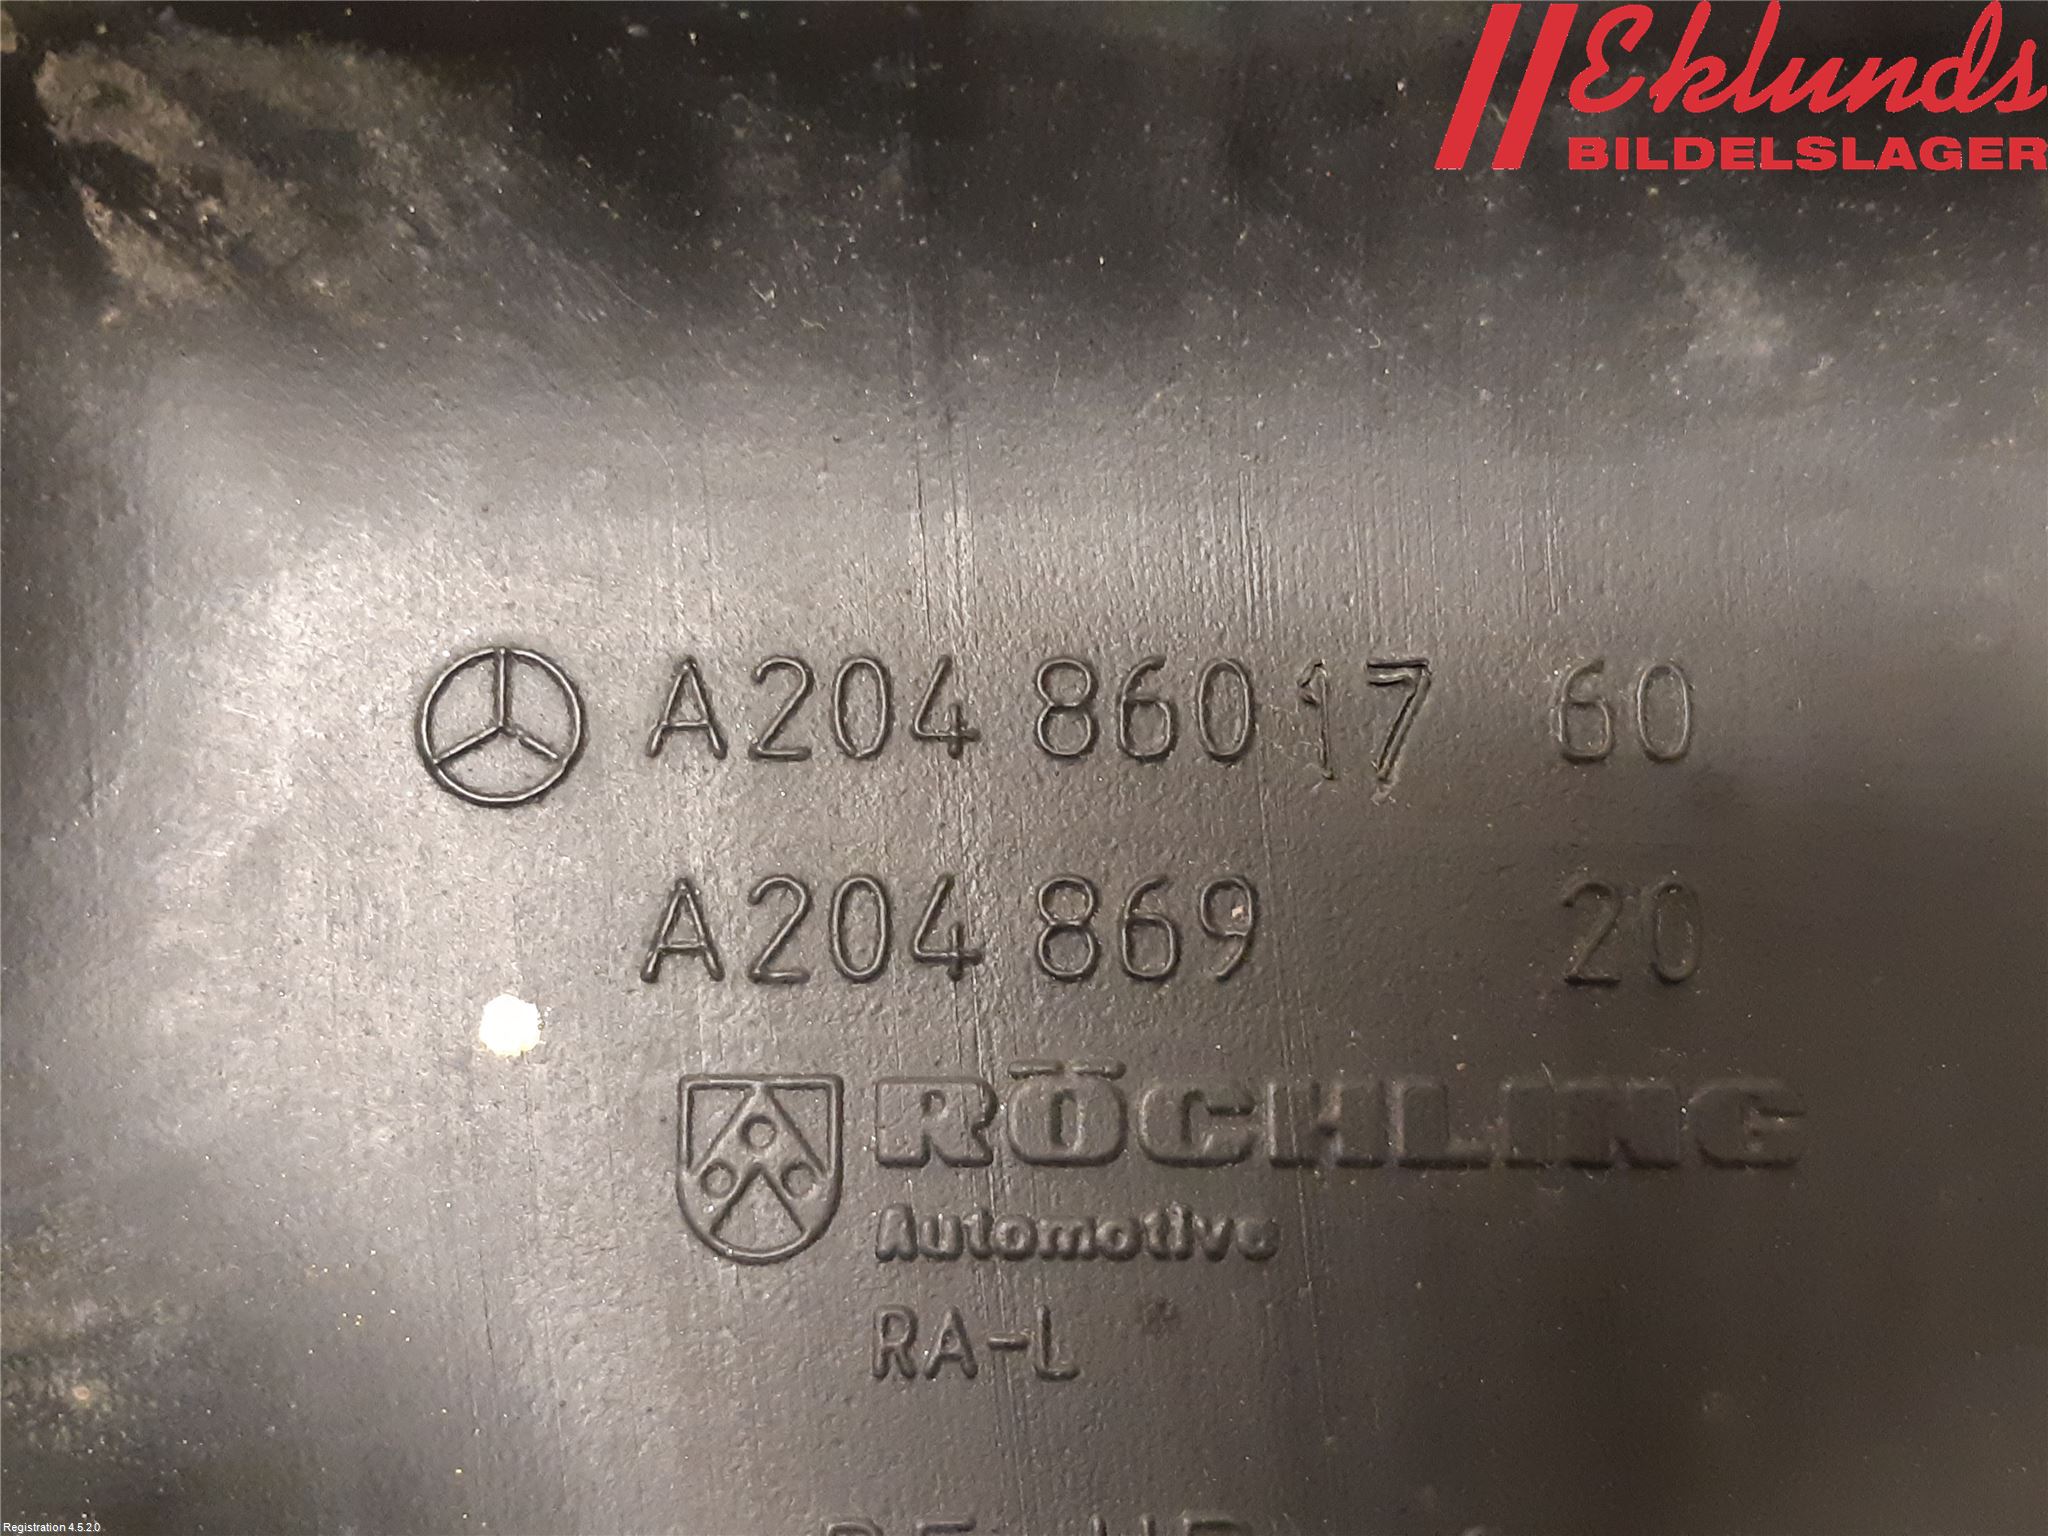 Eklunds
BILDELSLAGER
A204 860 17 60
A204 869 20
RÖCHLING
Automotive
RA-L
Registration 4.5.2.0